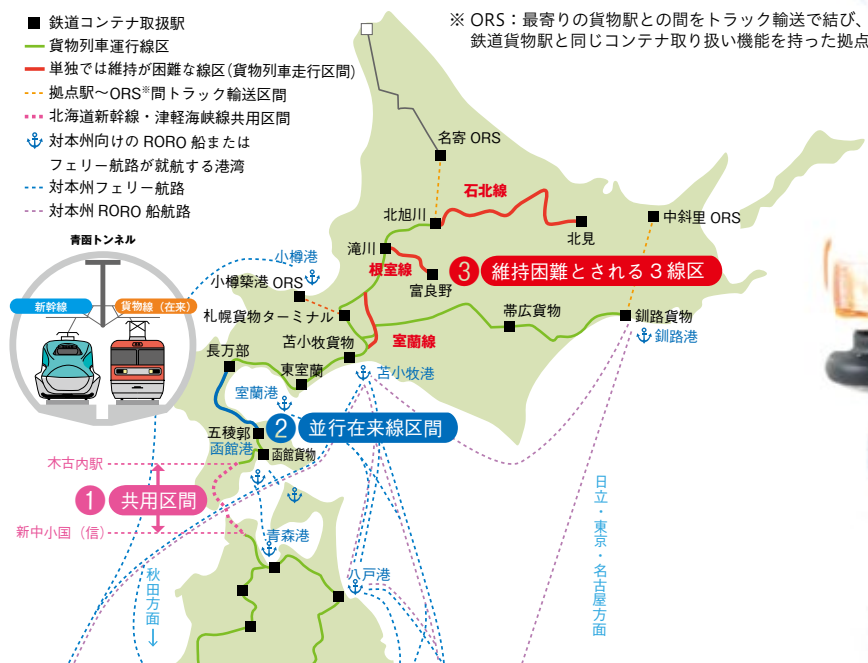 鉄道コンテナ取扱駅
貨物列車運行線区
単独では維持が困難な線区(貨物列車走行区間)
拠点駅〜ORS※間トラック輸送区間
北海道新幹線・津軽海峡線共用区間
対本州向けの RORO 船または
フェリー航路が就航する港湾
対本州フェリー航路
対本州 RORO 船航路
※ ORS：最寄りの貨物駅との間をトラック輸送で結び、
鉄道貨物駅と同じコンテナ取り扱い機能を持った拠点
青函トンネル
新幹線
貨物線（在来）
名寄 ORS
石北線
北旭川
北見
中斜里 ORS
滝川
根室線
富良野
3 維持困難とされる３線区
小樽港
小樽築港 ORS
札幌貨物ターミナル
帯広貨物
釧路貨物
釧路港
苫小牧貨物
室蘭線
長万部
東室蘭
苫小牧港
室蘭港
2 並行在来線区間
五稜郭
函館港
函館貨物
木古内駅
1 共用区間
新中小国（信）
青森港
八戸港
秋田方面→
日立・東京・名古屋方面